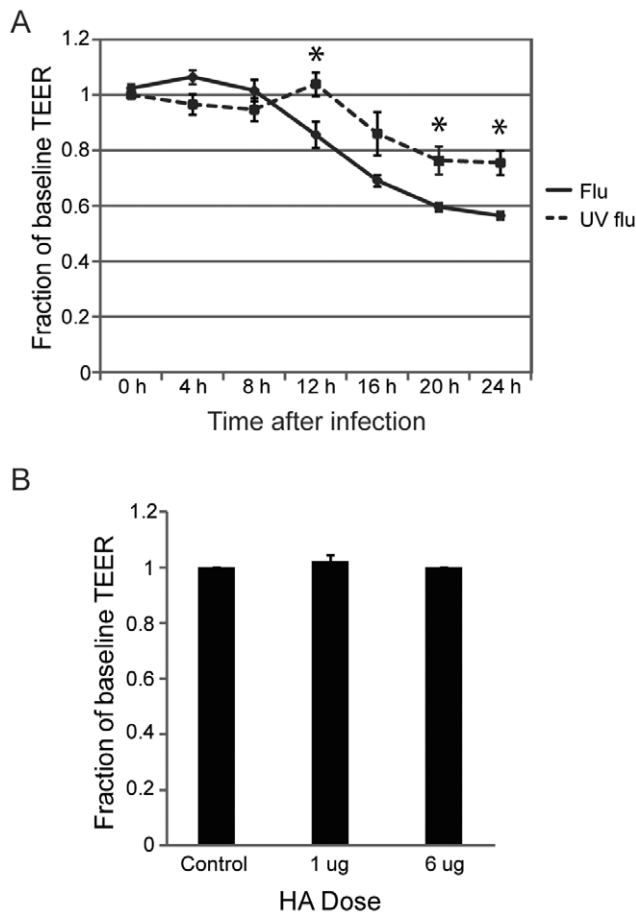 A
Fraction of baseline TEER
1.2
1
0.8
0.6
0.4
0.2
0
* * *
0 h 4 h 8 h 12 h 16 h 20 h 24 h
Time after infection
Flu
UV flu
B
Fraction of baseline TEER
1.2
1
0.8
0.6
0.4
0.2
0
Control 1 ug 6 ug
HA Dose